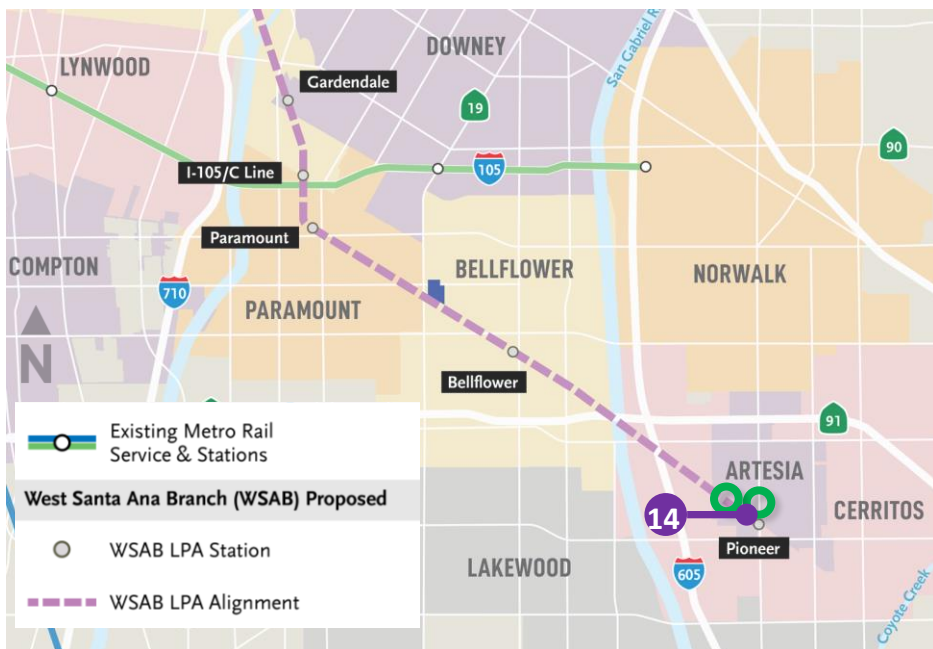 DOWNEY
San Gabriel R
LYNWOOD
Gardendale
19
90
I-105/C Line
105
Paramount
COMPTON
BELLFLOWER
NORWALK
710
PARAMOUNT
N
Bellflower
Existing Metro Rail
Service & Stations
91
West Santa Ana Branch (WSAB) Proposed
ARTESIA
CERRITOS
14
WSAB LPA Station
Pioneer
LAKEWOOD
605
WSAB LPA Alignment
Coyote Creek